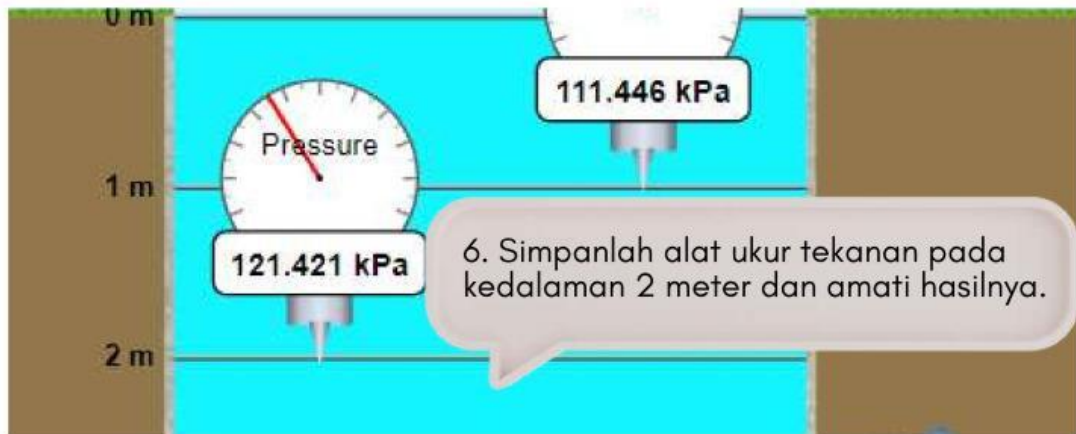 0 m
111.446 kPa
Pressure
1 m
121.421 kPa
6. Simpanlah alat ukur tekanan pada
kedalaman 2 meter dan amati hasilnya.
2 m